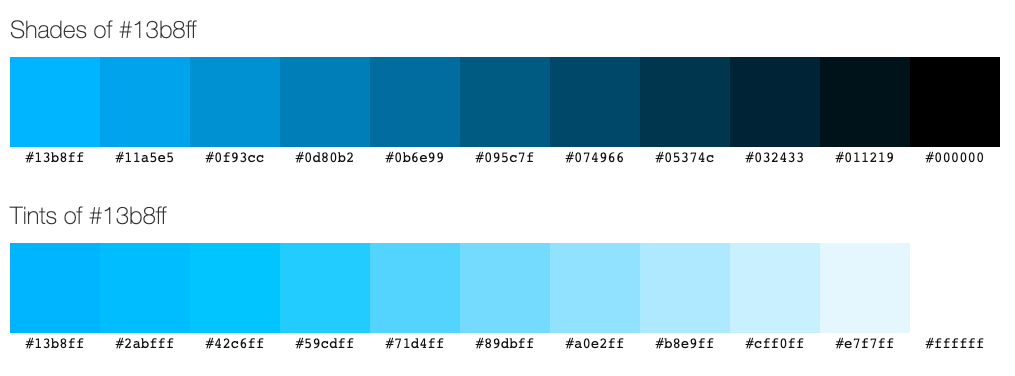 Shades of #13b8ff
#13b8ff #11a5e5 #0f93cc #0d80b2 #0b6e99 #095c7f #074966 #05374c #032433 #011219 #000000
Tints of #13b8ff
#13b8ff #2abfff #42c6ff #59cdff #71d4ff #89dbff #a0e2ff #b8e9ff #cff0ff #e7f7ff #ffffff